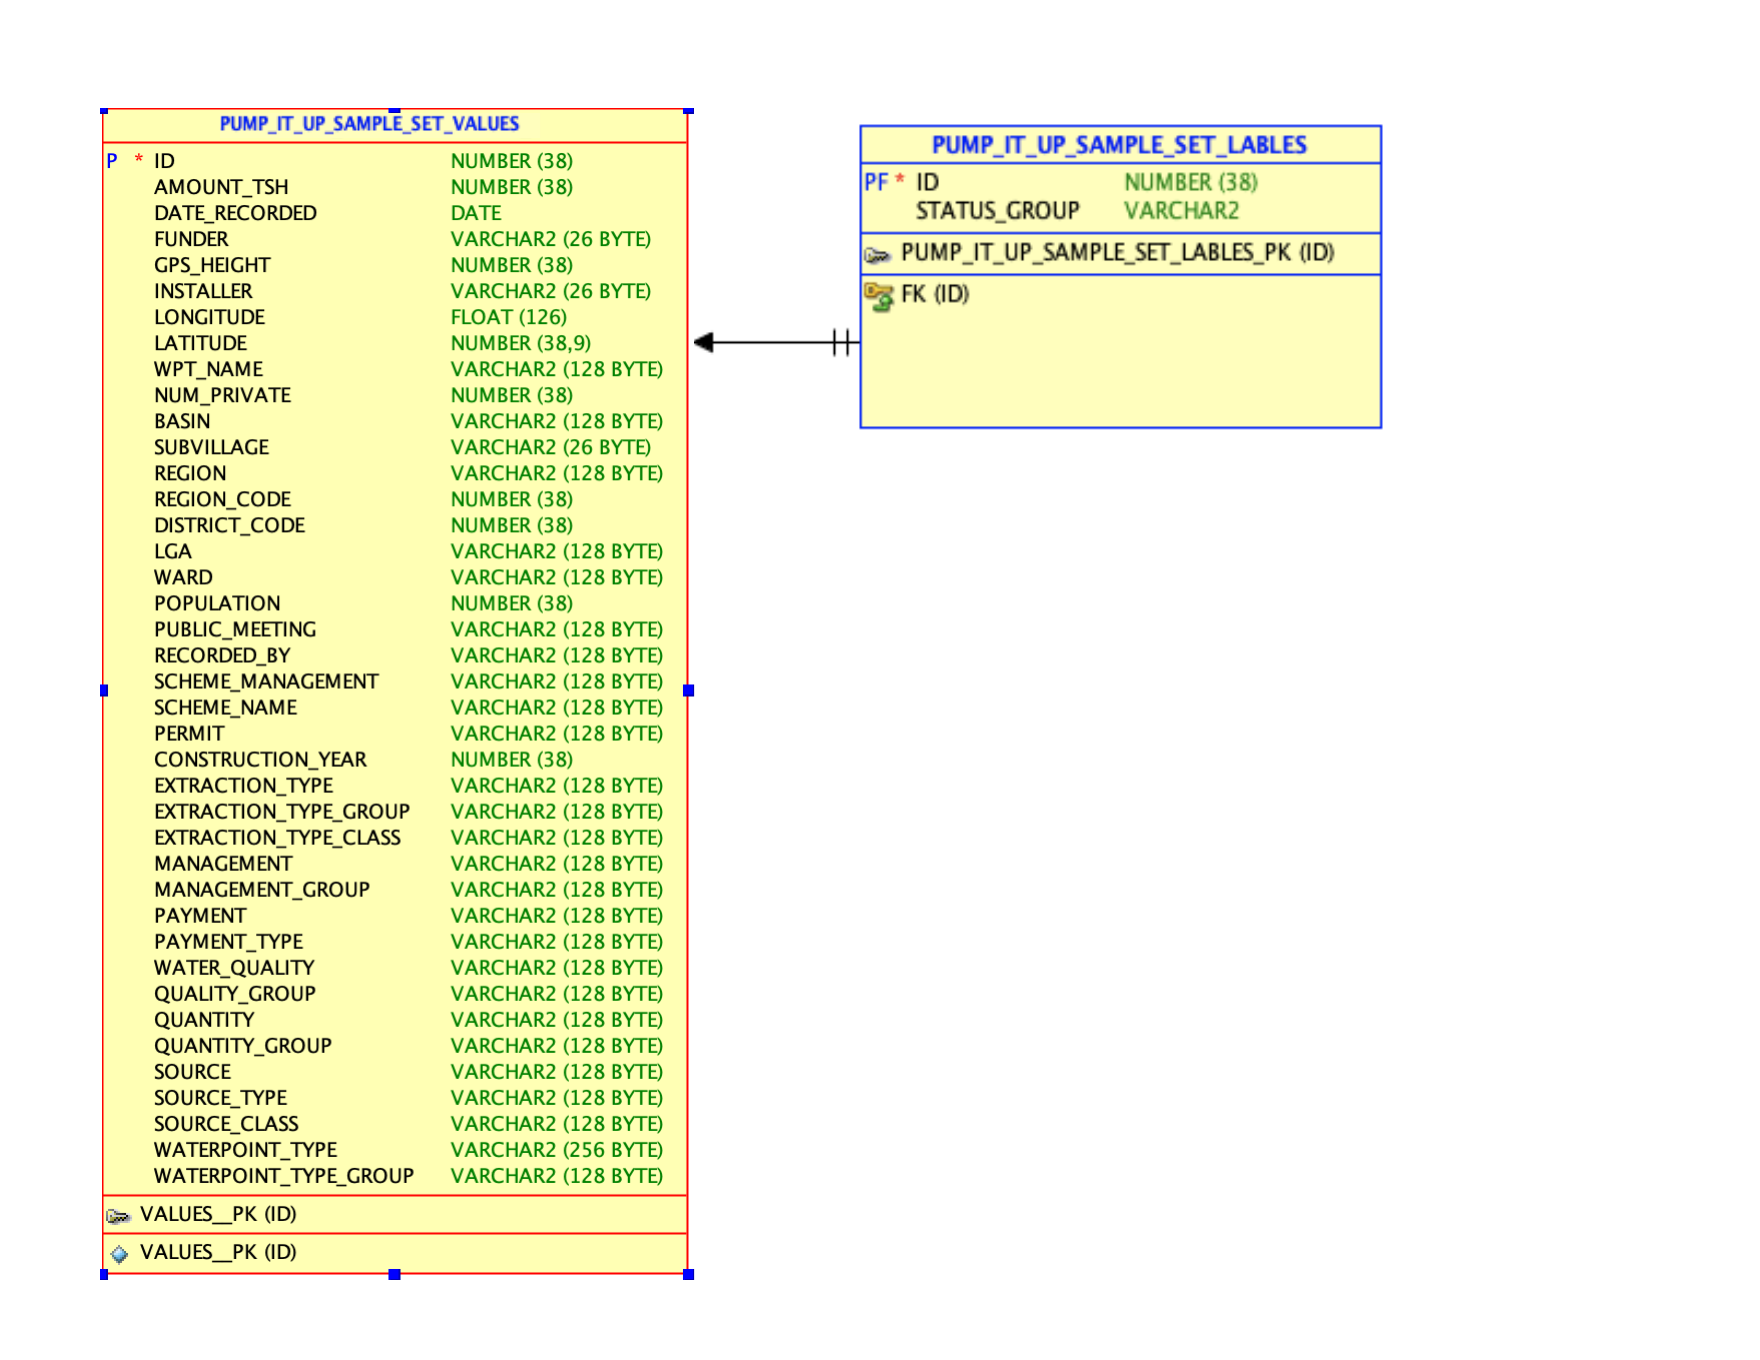 PUMP_IT_UP_SAMPLE_SET_VALUES
P * ID NUMBER (38)
AMOUNT_TSH NUMBER (38)
DATE_RECORDED DATE
FUNDER VARCHAR2 (26 BYTE)
GPS_HEIGHT NUMBER (38)
INSTALLER VARCHAR2 (26 BYTE)
LONGITUDE FLOAT (126)
LATITUDE NUMBER (38,9)
WPT_NAME VARCHAR2 (128 BYTE)
NUM_PRIVATE NUMBER (38)
BASIN VARCHAR2 (128 BYTE)
SUBVILLAGE VARCHAR2 (26 BYTE)
REGION VARCHAR2 (128 BYTE)
REGION_CODE NUMBER (38)
DISTRICT_CODE NUMBER (38)
LGA VARCHAR2 (128 BYTE)
WARD VARCHAR2 (128 BYTE)
POPULATION NUMBER (38)
PUBLIC_MEETING VARCHAR2 (128 BYTE)
RECORDED_BY VARCHAR2 (128 BYTE)
SCHEME_MANAGEMENT VARCHAR2 (128 BYTE)
SCHEME_NAME VARCHAR2 (128 BYTE)
PERMIT VARCHAR2 (128 BYTE)
CONSTRUCTION_YEAR NUMBER (38)
EXTRACTION_TYPE VARCHAR2 (128 BYTE)
EXTRACTION_TYPE_GROUP VARCHAR2 (128 BYTE)
EXTRACTION_TYPE_CLASS VARCHAR2 (128 BYTE)
MANAGEMENT VARCHAR2 (128 BYTE)
MANAGEMENT_GROUP VARCHAR2 (128 BYTE)
PAYMENT VARCHAR2 (128 BYTE)
PAYMENT_TYPE VARCHAR2 (128 BYTE)
WATER_QUALITY VARCHAR2 (128 BYTE)
QUALITY_GROUP VARCHAR2 (128 BYTE)
QUANTITY VARCHAR2 (128 BYTE)
QUANTITY_GROUP VARCHAR2 (128 BYTE)
SOURCE VARCHAR2 (128 BYTE)
SOURCE_TYPE VARCHAR2 (128 BYTE)
SOURCE_CLASS VARCHAR2 (128 BYTE)
WATERPOINT_TYPE VARCHAR2 (256 BYTE)
WATERPOINT_TYPE_GROUP VARCHAR2 (128 BYTE)
VALUES__PK (ID)
VALUES__PK (ID)
PUMP_IT_UP_SAMPLE_SET_LABLES
PF * ID NUMBER (38)
STATUS_GROUP VARCHAR2
PUMP_IT_UP_SAMPLE_SET_LABLES_PK (ID)
FK (ID)